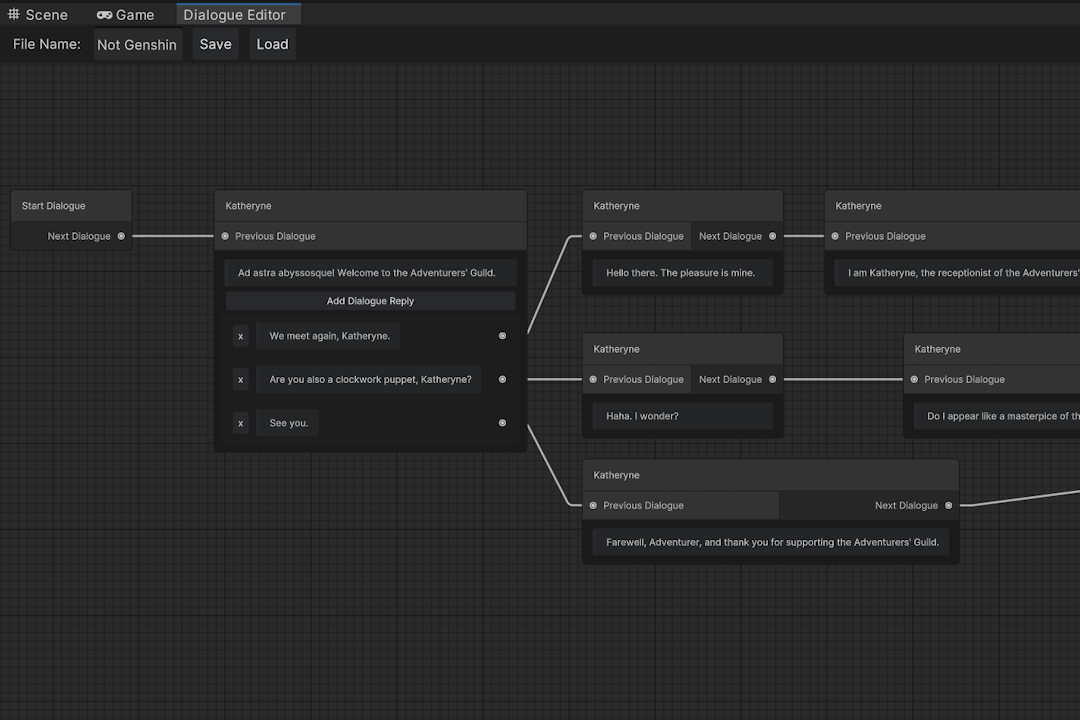 Scene Game Dialogue Editor
File Name: Not Genshin Save Load
Start Dialogue
Next Dialogue
Katheryne
Previous Dialogue
Ad astra abyssosque! Welcome to the Adventurers' Guild.
Add Dialogue Reply
x We meet again, Katheryne.
x Are you also a clockwork puppet, Katheryne?
x See you.
Katheryne
Previous Dialogue Next Dialogue
Hello there. The pleasure is mine.
Katheryne
Previous Dialogue
I am Katheryne, the receptionist of the Adventurers'
Katheryne
Previous Dialogue Next Dialogue
Haha. I wonder?
Katheryne
Previous Dialogue
Do I appear like a masterpice of
Katheryne
Previous Dialogue Next Dialogue
Farewell, Adventurer, and thank you for supporting the Adventurers' Guild.